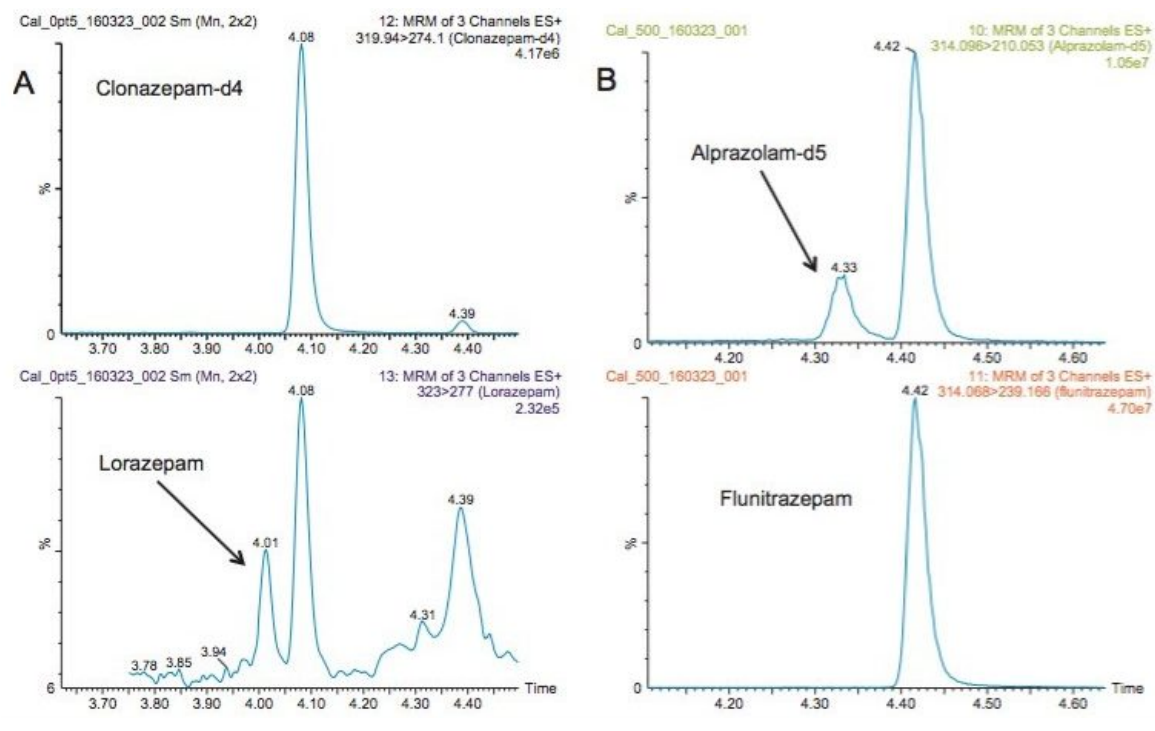 Cal_0pt5_160323_002 Sm (Mn, 2x2)
12: MRM of 3 Channels ES+
319.94>274.1 (Clonazepam-d4)
4.17e6
A
Clonazepam-d4
4.08
4.39
%
0
3.70 3.80 3.90 4.00 4.10 4.20 4.30 4.40
Cal_0pt5_160323_002 Sm (Mn, 2x2)
13: MRM of 3 Channels ES+
323>277 (Lorazepam)
2.32e5
Lorazepam
3.78 3.85 3.94 4.01 4.08 4.31 4.39
%
6
Time
3.70 3.80 3.90 4.00 4.10 4.20 4.30 4.40
Cal_500_160323_001
10: MRM of 3 Channels ES+
314.096>210.053 (Alprazolam-d5)
1.05e7
B
Alprazolam-d5
4.33
4.42
%
0
4.20 4.30 4.40 4.50 4.60
Cal_500_160323_001
11: MRM of 3 Channels ES+
314.068>239.166 (flunitrazepam)
4.70e7
4.42
Flunitrazepam
%
0
Time
4.20 4.30 4.40 4.50 4.60